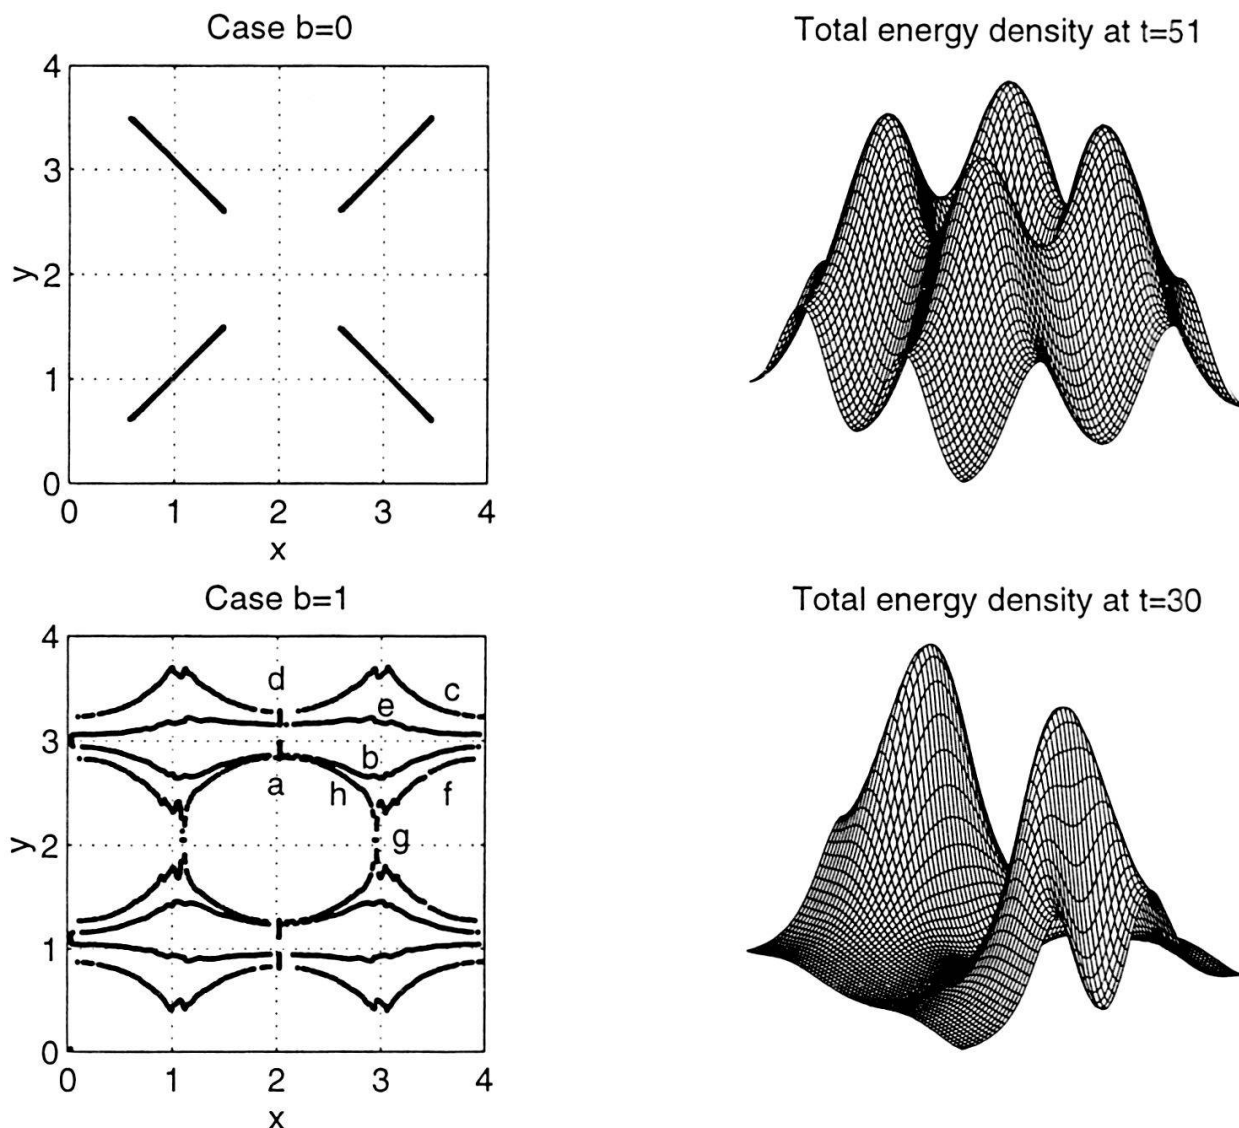 Case b=0
4
3
y
2
1
0
0 1 2 3 4
x
Total energy density at t=51
Case b=1
4
d
c
e
3
b
a h f
y
2
g
1
0
0 1 2 3 4
x
Total energy density at t=30